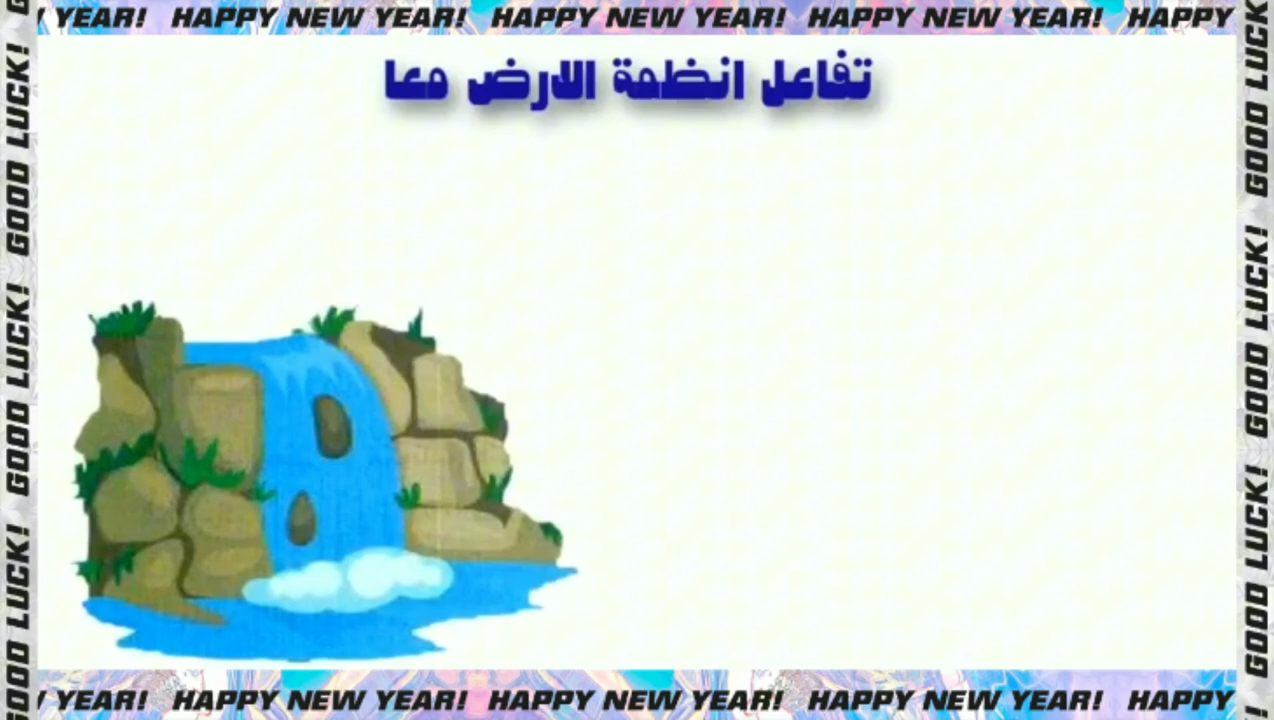 YEAR! HAPPY NEW YEAR! HAPPY NEW YEAR! HAPPY NEW YEAR! HAPPY
تفاعل انظمة الارض معا
GOOD LUCK! GOOD LUCK! GOOD LUCK!
GOOD LUCK! GOOD LUCK! GOOD LUCK!
YEAR! HAPPY NEW YEAR! HAPPY NEW YEAR! HAPPY NEW YEAR! HAPPY